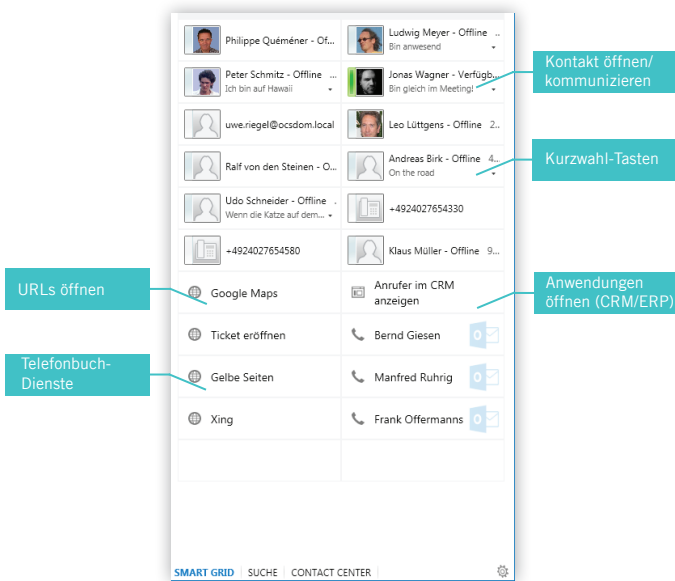 Philippe Quéméner - Of...
Ludwig Meyer - Offline ...
Bin anwesend
Peter Schmitz - Offline ...
Ich bin auf Hawaii
Jonas Wagner - Verfügb...
Bin gleich im Meeting!
Kontakt öffnen/
kommunizieren
uwe.riegel@ocsdom.local
Leo Lüttgens - Offline 2...
Ralf von den Steinen - O...
Andreas Birk - Offline 4...
On the road
Kurzwahl-Tasten
Udo Schneider - Offline .
Wenn die Katze auf dem...
+4924027654330
+4924027654580
Klaus Müller - Offline 9...
URLs öffnen
Google Maps
Anrufer im CRM
anzeigen
Anwendungen
öffnen (CRM/ERP)
Ticket eröffnen
Bernd Giesen
Telefonbuch-
Dienste
Gelbe Seiten
Manfred Ruhrig
Xing
Frank Offermanns
SMART GRID SUCHE CONTACT CENTER